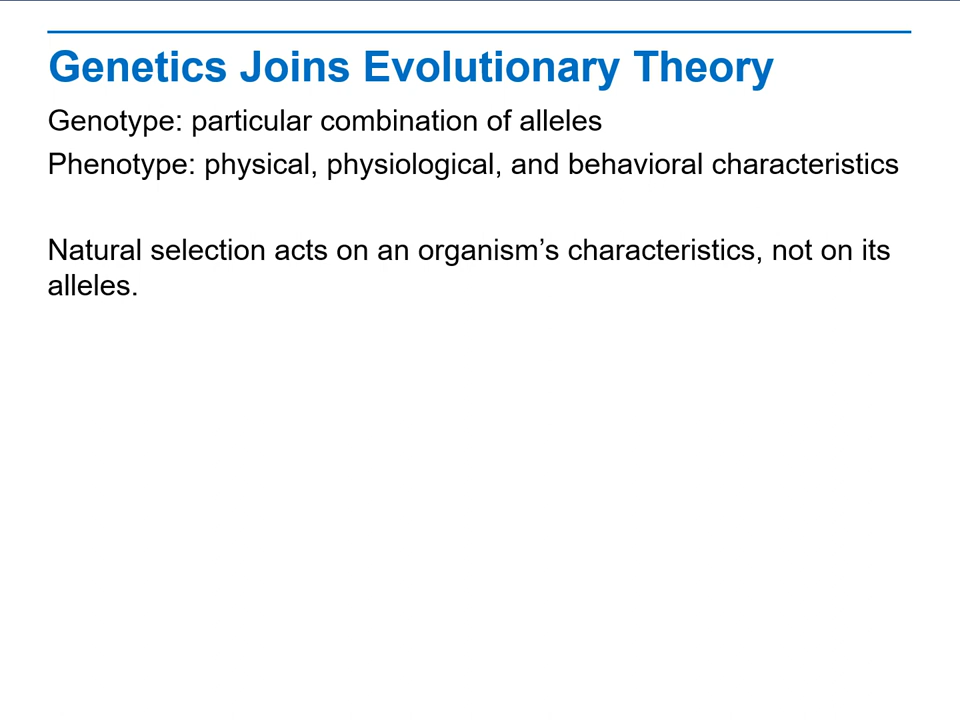 Genetics Joins Evolutionary Theory
Genotype: particular combination of alleles
Phenotype: physical, physiological, and behavioral characteristics
Natural selection acts on an organism’s characteristics, not on its
alleles.